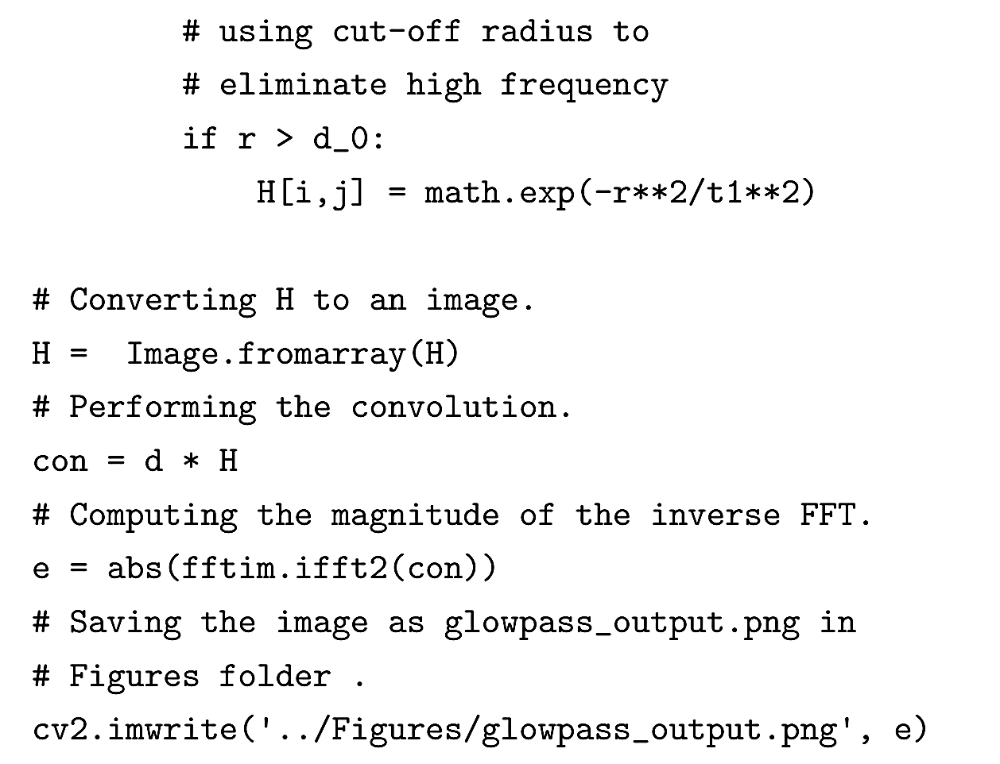 # using cut-off radius to
# eliminate high frequency
if r > d_0:
H[i,j] = math.exp(-r**2/t1**2)
# Converting H to an image.
H =  Image.fromarray(H)
# Performing the convolution.
con = d * H
# Computing the magnitude of the inverse FFT.
e = abs(fftim.ifft2(con))
# Saving the image as glowpass_output.png in
# Figures folder .
cv2.imwrite('../Figures/glowpass_output.png', e)